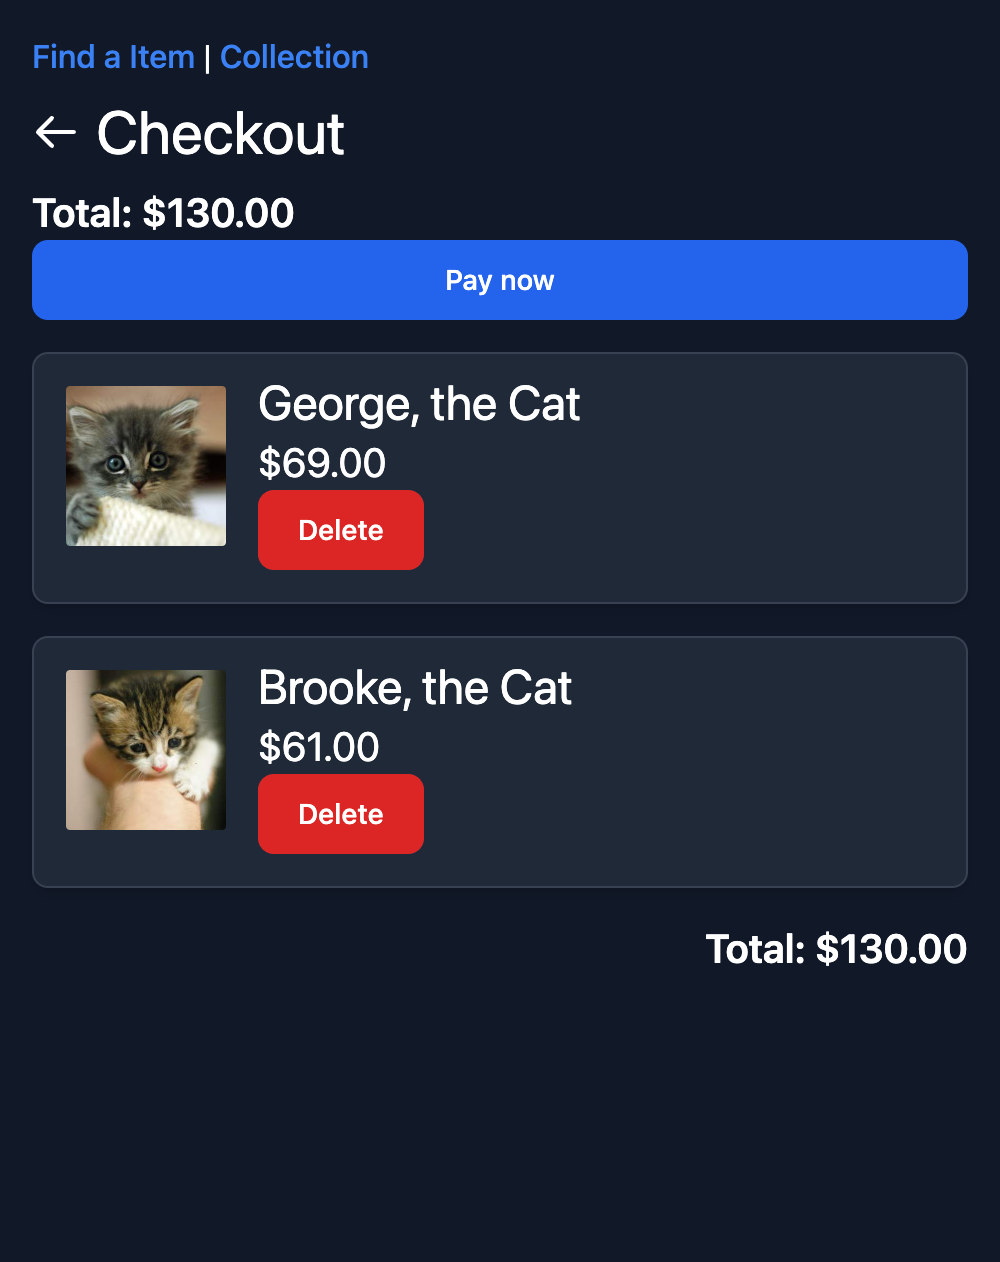 Find a Item | Collection
← Checkout
Total: $130.00
Pay now
George, the Cat
$69.00
Delete
Brooke, the Cat
$61.00
Delete
Total: $130.00